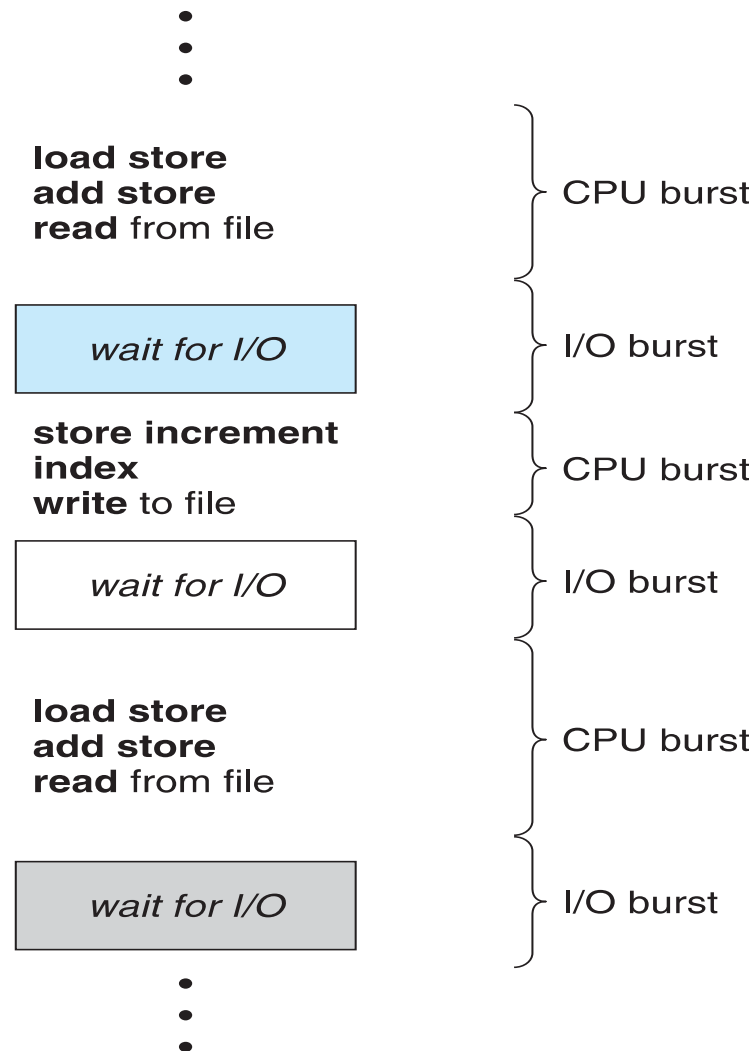 load store
add store
read from file
CPU burst
wait for I/O
I/O burst
store increment
index
write to file
CPU burst
wait for I/O
I/O burst
load store
add store
read from file
CPU burst
wait for I/O
I/O burst